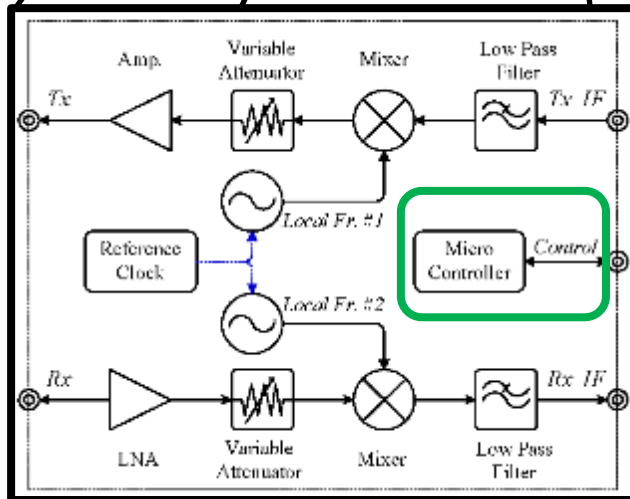 Amp.
Variable
Attenuator
Mixer
Low Pass
Filter
Tx
Tx IF
Local Fr. #1
Reference
Clock
Micro
Controller
Control
Local Fr. #2
Rx
Rx IF
LNA
Variable
Attenuator
Mixer
Low Pass
Filter